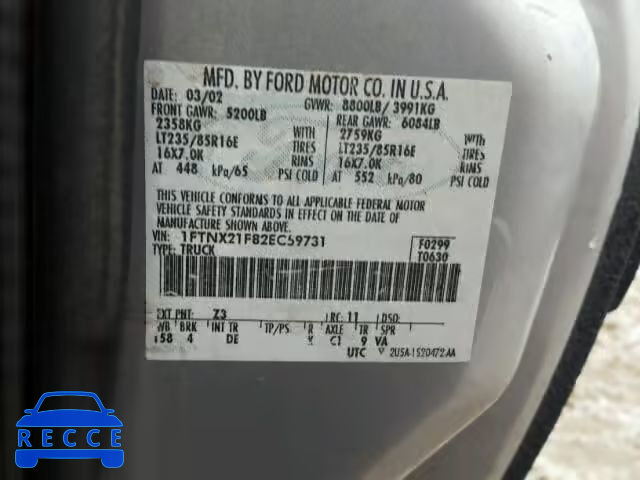 MFD. BY FORD MOTOR CO. IN U.S.A.
DATE: 03/02 GVWR: 8800LB/ 3991KG
FRONT GAWR: 5200LB REAR GAWR: 6084LB
2358KG WITH 2759KG WITH
LT235/85R16E TIRES LT235/85R16E TIRES
16X7.0K RIMS 16X7.0K RIMS
AT 448 kPa/65 PSI COLD AT 552 kPa/80 PSI COLD
THIS VEHICLE CONFORMS TO ALL APPLICABLE FEDERAL MOTOR
VEHICLE SAFETY STANDARDS IN EFFECT ON THE DATE OF
MANUFACTURE SHOWN ABOVE.
VIN: 1FTNX21F82EC59731 F0299
TYPE: TRUCK T0630
EXT PNT: Z3 RC: 11 DSO:
WB BRK INT TR TP/PS R AXLE TR SPR
158 4 DE C1 9 VA
UTC 2U5A-1520472-AA
RECCE